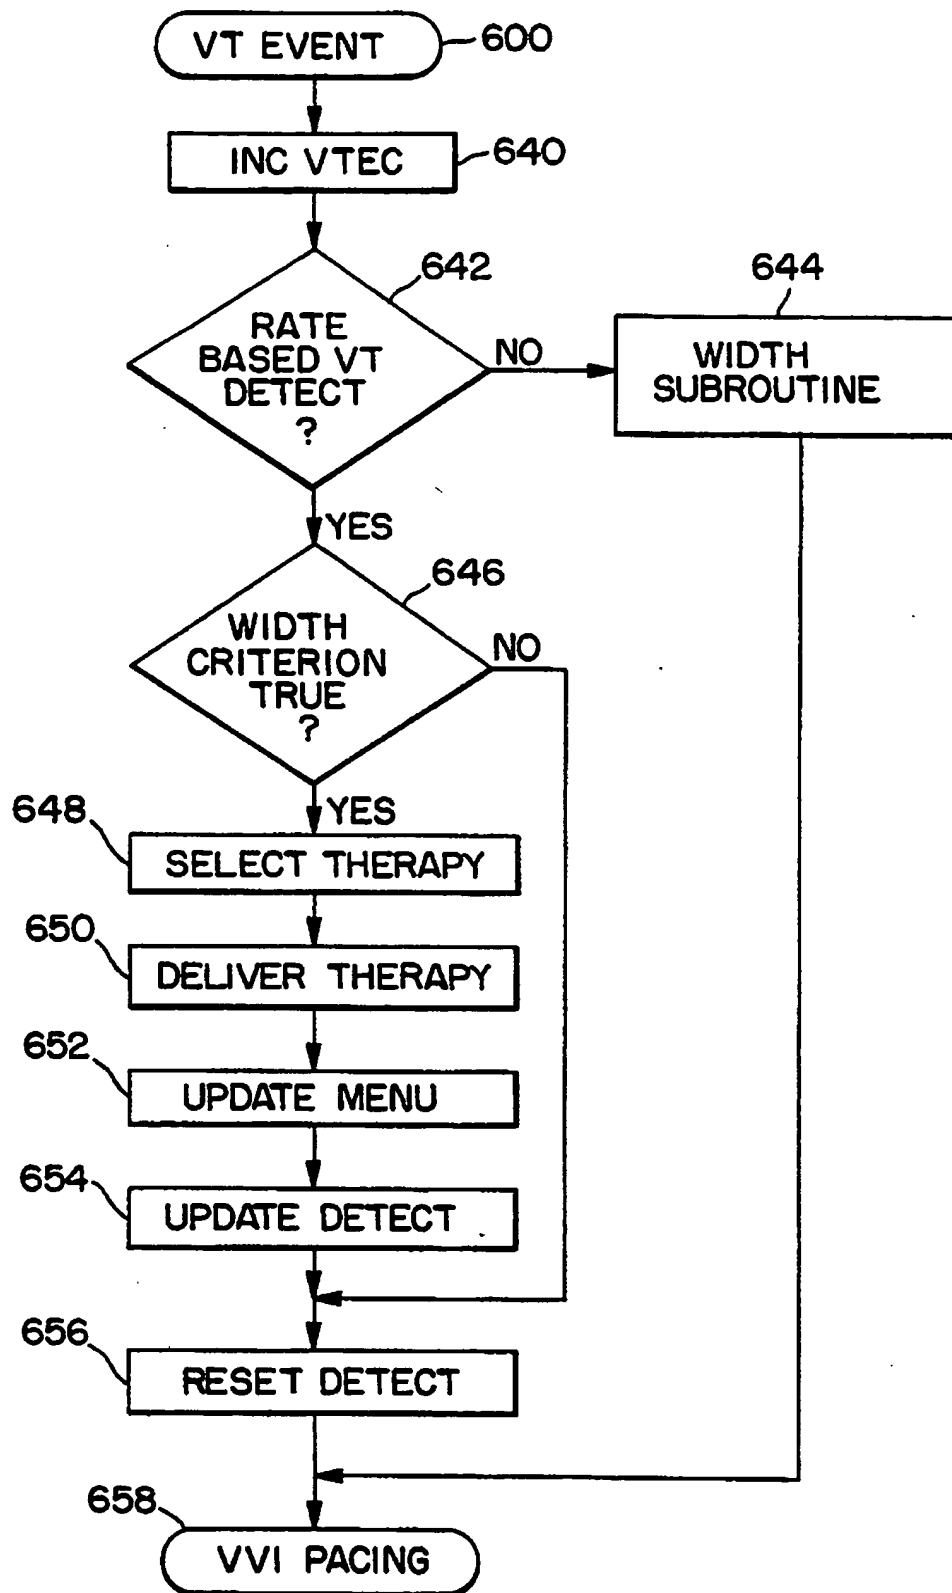 VT EVENT
600
INC VTEC
640
642
644
RATE
BASED VT
DETECT
?
NO
WIDTH
SUBROUTINE
YES
646
WIDTH
CRITERION
TRUE
?
NO
YES
648
SELECT THERAPY
650
DELIVER THERAPY
652
UPDATE MENU
654
UPDATE DETECT
656
RESET DETECT
658
VVI PACING